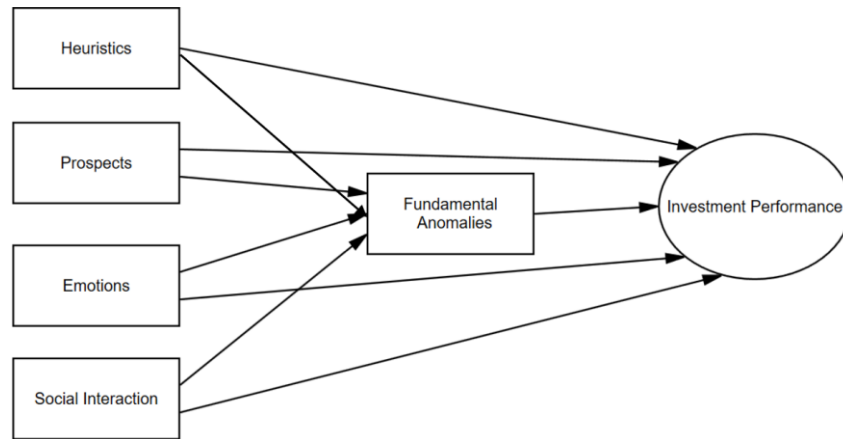 Heuristics
Prospects
Fundamental
Anomalies
Investment Performance
Emotions
Social Interaction